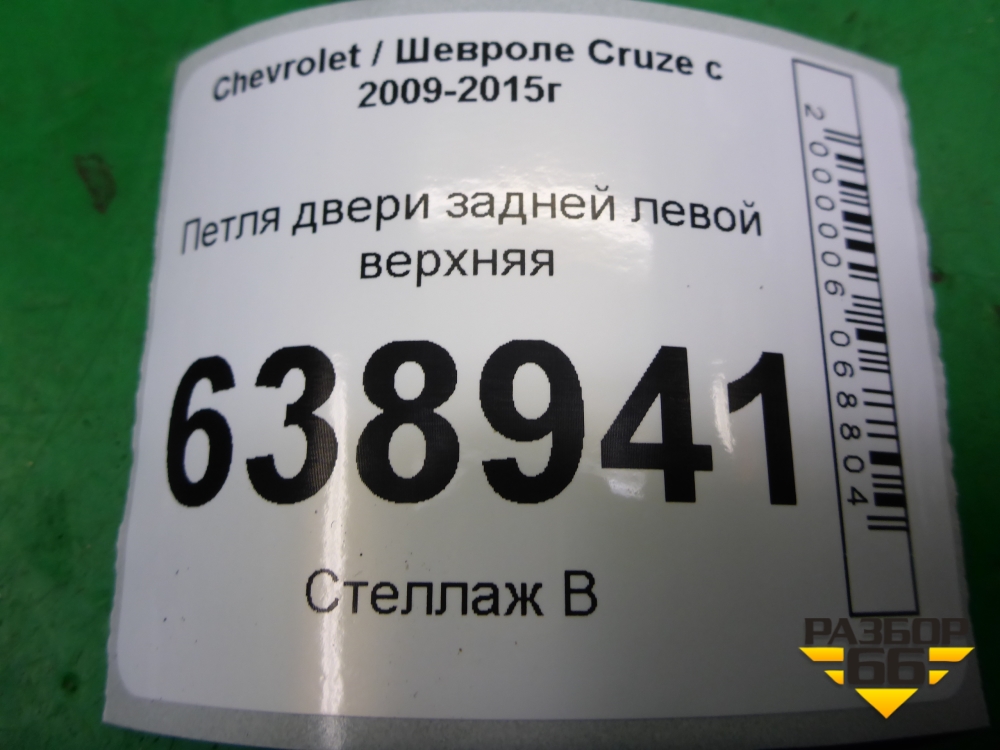 Chevrolet / Шевроле Cruze с
2009-2015г
Петля двери задней левой
верхняя
638941
Стеллаж В
2000006068804
РАЗБОР
66